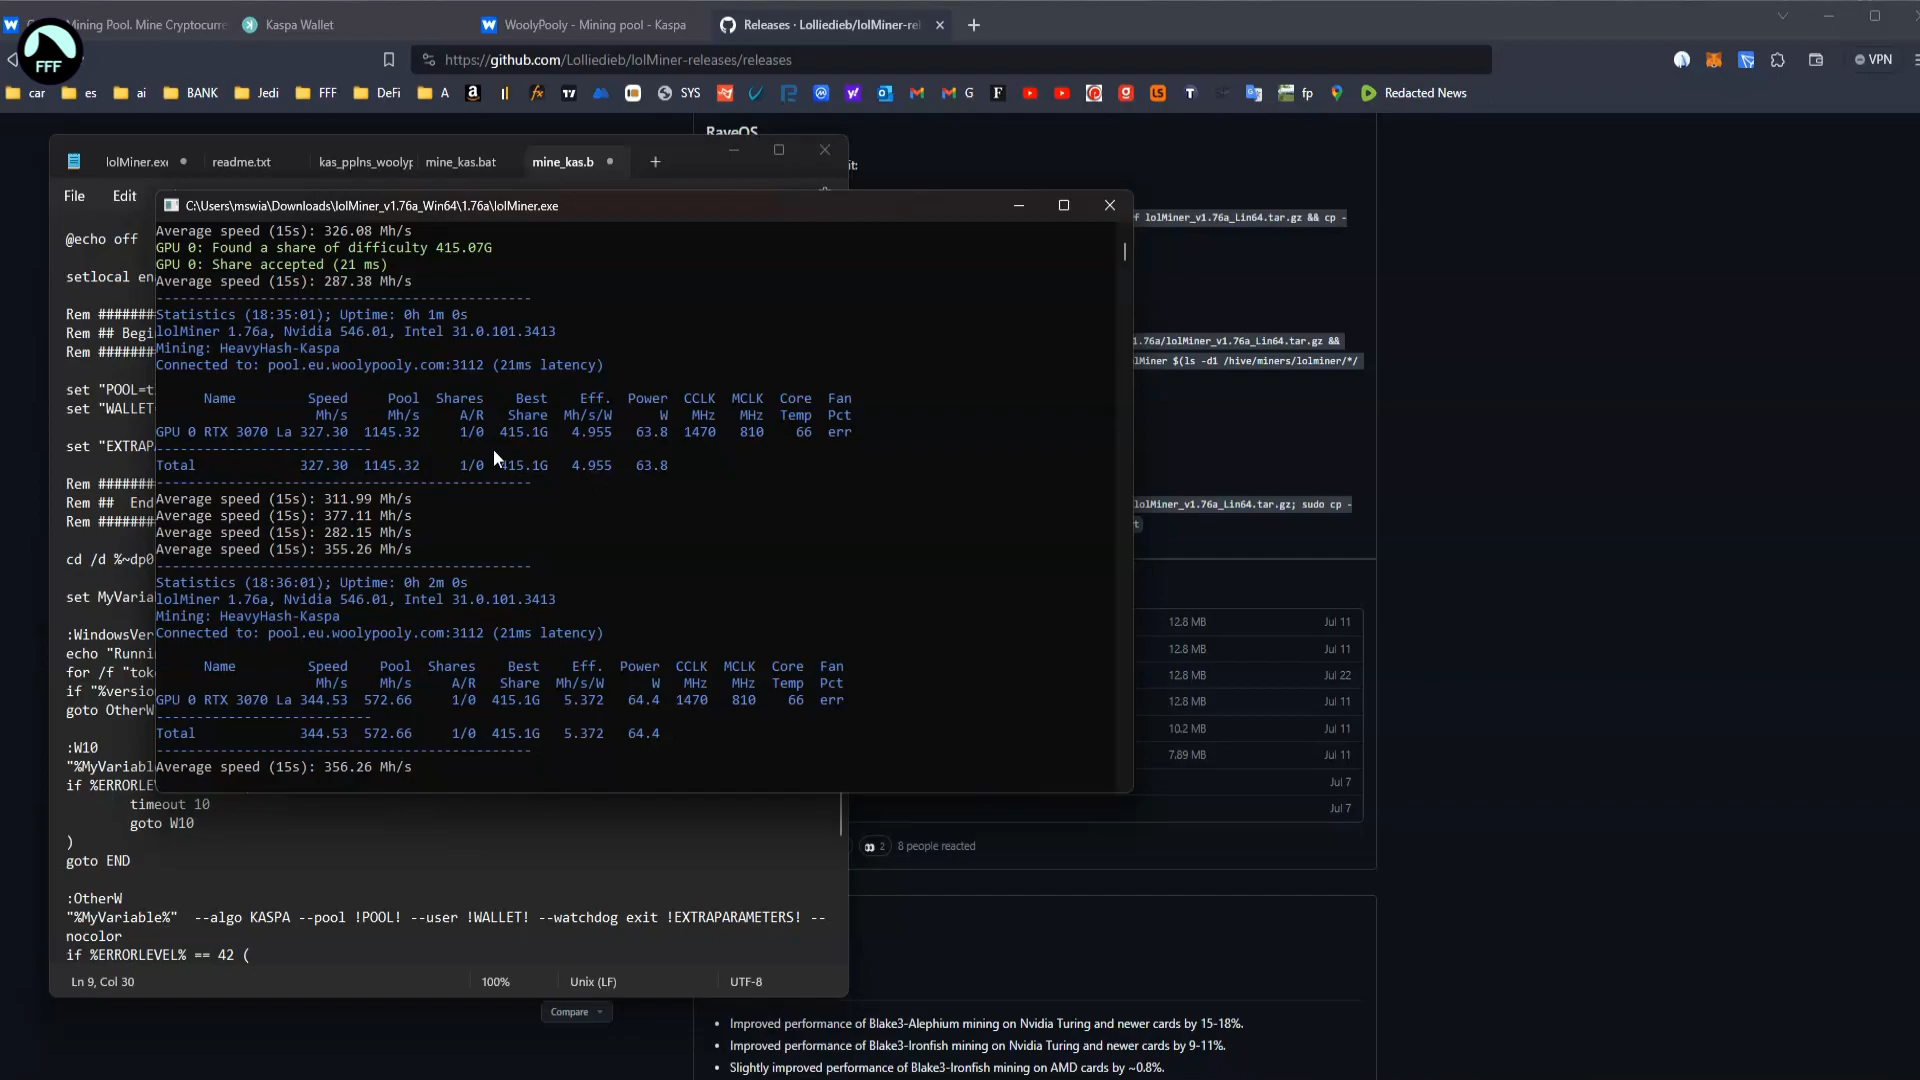 Mining Pool. Mine Cryptocurre
Kaspa Wallet
WoolyPooly - Mining pool - Kaspa
Releases · Lolliedieb/lolMiner-rel
FFF
https://github.com/Lolliedieb/lolMiner-releases/releases
VPN
car es ai BANK Jedi FFF DeFi A SYS G fp Redacted News
RaveOS
lolMiner.exe readme.txt kas_pplns_woolyp mine_kas.bat mine_kas.b
it:
File Edit
C:\Users\mswia\Downloads\lolMiner_v1.76a_Win64\1.76a\lolMiner.exe
f lolMiner_v1.76a_Lin64.tar.gz && cp -
Average speed (15s): 326.08 Mh/s
@echo off
GPU 0: Found a share of difficulty 415.07G
GPU 0: Share accepted (21 ms)
setlocal en
Average speed (15s): 287.38 Mh/s
------------------------------------------------
Rem #######
Statistics (18:35:01); Uptime: 0h 1m 0s
Rem ## Begi
lolMiner 1.76a, Nvidia 546.01, Intel 31.0.101.3413
1.76a/lolMiner_v1.76a_Lin64.tar.gz &&
Rem #######
Mining: HeavyHash-Kaspa
lMiner $(ls -d1 /hive/miners/lolminer/*/
Connected to: pool.eu.woolypooly.com:3112 (21ms latency)
set "POOL=t
Name Speed Pool Shares Best Eff. Power CCLK MCLK Core Fan
set "WALLET
Mh/s Mh/s A/R Share Mh/s/W W MHz MHz Temp Pct
GPU 0 RTX 3070 La 327.30 1145.32 1/0 415.1G 4.955 63.8 1470 810 66 err
set "EXTRAP
----------------------------
Total 327.30 1145.32 1/0 415.1G 4.955 63.8
------------------------------------------------
Rem #######
Average speed (15s): 311.99 Mh/s
Rem ## End
lolMiner_v1.76a_Lin64.tar.gz; sudo cp -
Average speed (15s): 377.11 Mh/s
Rem #######
t
Average speed (15s): 282.15 Mh/s
Average speed (15s): 355.26 Mh/s
cd /d %~dp0
------------------------------------------------
Statistics (18:36:01); Uptime: 0h 2m 0s
set MyVaria
lolMiner 1.76a, Nvidia 546.01, Intel 31.0.101.3413
Mining: HeavyHash-Kaspa
12.8 MB Jul 11
:WindowsVer
Connected to: pool.eu.woolypooly.com:3112 (21ms latency)
echo "Runni
12.8 MB Jul 11
for /f "tok
Name Speed Pool Shares Best Eff. Power CCLK MCLK Core Fan
12.8 MB Jul 22
if "%versio
Mh/s Mh/s A/R Share Mh/s/W W MHz MHz Temp Pct
GPU 0 RTX 3070 La 344.53 572.66 1/0 415.1G 5.372 64.4 1470 810 66 err
12.8 MB Jul 11
goto OtherW
----------------------------
10.2 MB Jul 11
Total 344.53 572.66 1/0 415.1G 5.372 64.4
:W10
------------------------------------------------
7.89 MB Jul 11
"%MyVariabl
Average speed (15s): 356.26 Mh/s
if %ERRORLE
Jul 7
timeout 10
Jul 7
goto W10
)
2 8 people reacted
goto END
:OtherW
"%MyVariable%" --algo KASPA --pool !POOL! --user !WALLET! --watchdog exit !EXTRAPARAMETERS! --
nocolor
if %ERRORLEVEL% == 42 (
Ln 9, Col 30 100% Unix (LF) UTF-8
Compare
• Improved performance of Blake3-Alephium mining on Nvidia Turing and newer cards by 15-18%.
• Improved performance of Blake3-Ironfish mining on Nvidia Turing and newer cards by 9-11%.
• Slightly improved performance of Blake3-Ironfish mining on AMD cards by ~0.8%.